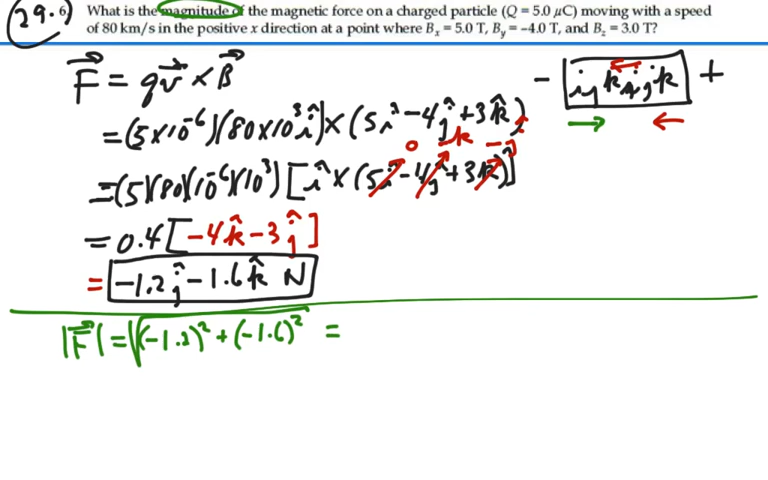 29.6) What is the magnitude of the magnetic force on a charged particle (Q = 5.0 μC) moving with a speed
of 80 km/s in the positive x direction at a point where Bₓ = 5.0 T, Bᵧ = –4.0 T, and B_z = 3.0 T?
F⃗ = qv⃗ × B⃗
– i j k i j k +
= (5×10⁻⁶)(80×10³ î) × (5î – 4ĵ + 3k̂)
0 k –ĵ
= (5)(80)(10⁻⁶)(10³) [î × (5î – 4ĵ + 3k̂)]
= 0.4 [–4k̂ – 3ĵ]
= –1.2ĵ – 1.6k̂ N
|F⃗| = √(–1.2)² + (–1.6)² =